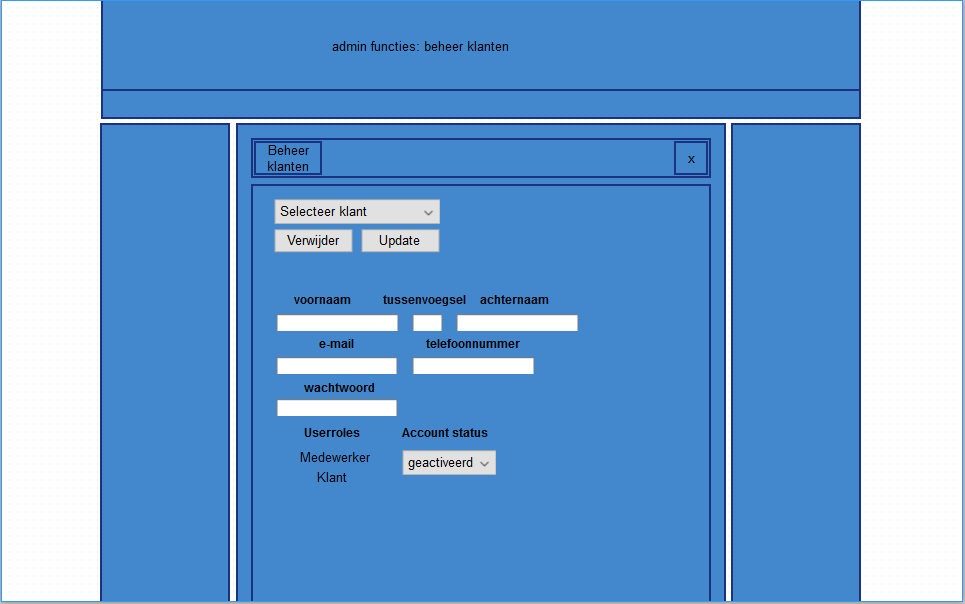 admin functies: beheer klanten
Beheer
klanten
x
Selecteer klant
Verwijder Update
voornaam tussenvoegsel achternaam
e-mail telefoonnummer
wachtwoord
Userroles Account status
Medewerker geactiveerd
Klant